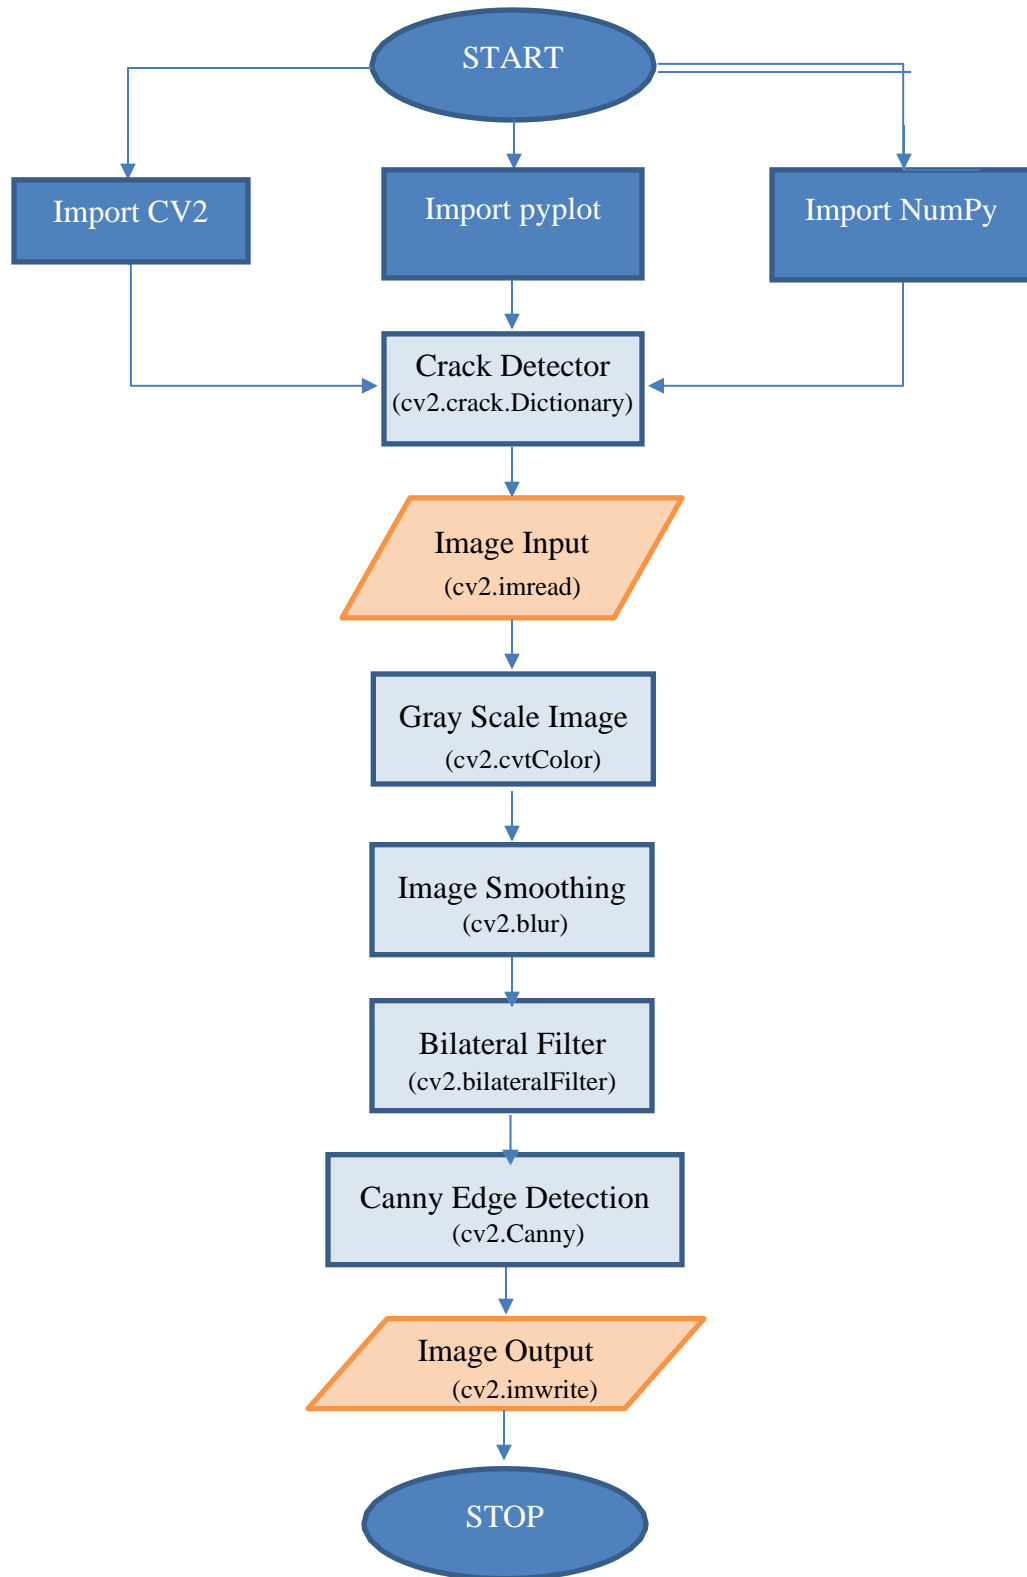 START
Import CV2
Import pyplot
Import NumPy
Crack Detector
(cv2.crack.Dictionary)
Image Input
(cv2.imread)
Gray Scale Image
(cv2.cvtColor)
Image Smoothing
(cv2.blur)
Bilateral Filter
(cv2.bilateralFilter)
Canny Edge Detection
(cv2.Canny)
Image Output
(cv2.imwrite)
STOP